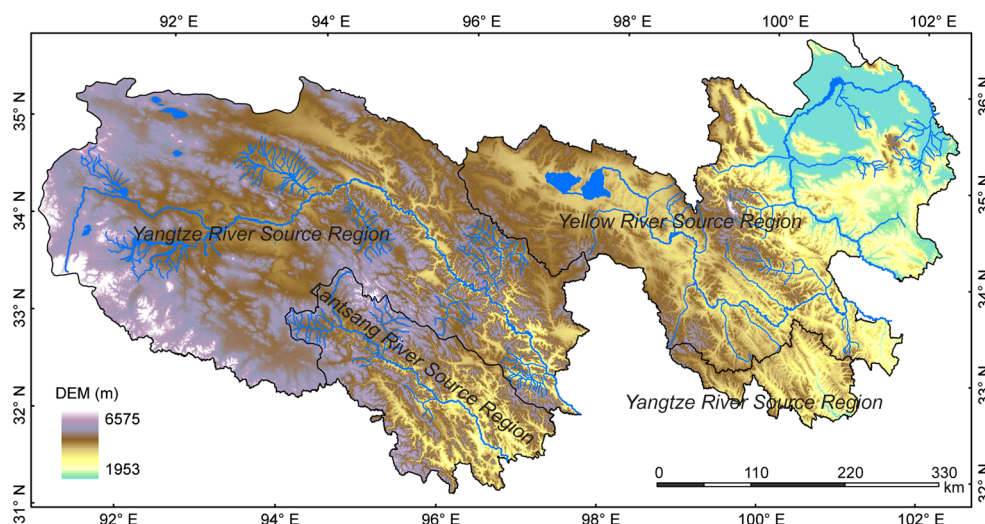 92° E 94° E 96° E 98° E 100° E 102° E
35° N
34° N
33° N
32° N
31° N
36° N
35° N
34° N
33° N
32° N
Yangtze River Source Region
Yellow River Source Region
Lantsang River Source Region
Yangtze River Source Region
DEM (m)
6575
1953
0 110 220 330
km
92° E 94° E 96° E 98° E 100° E 102° E